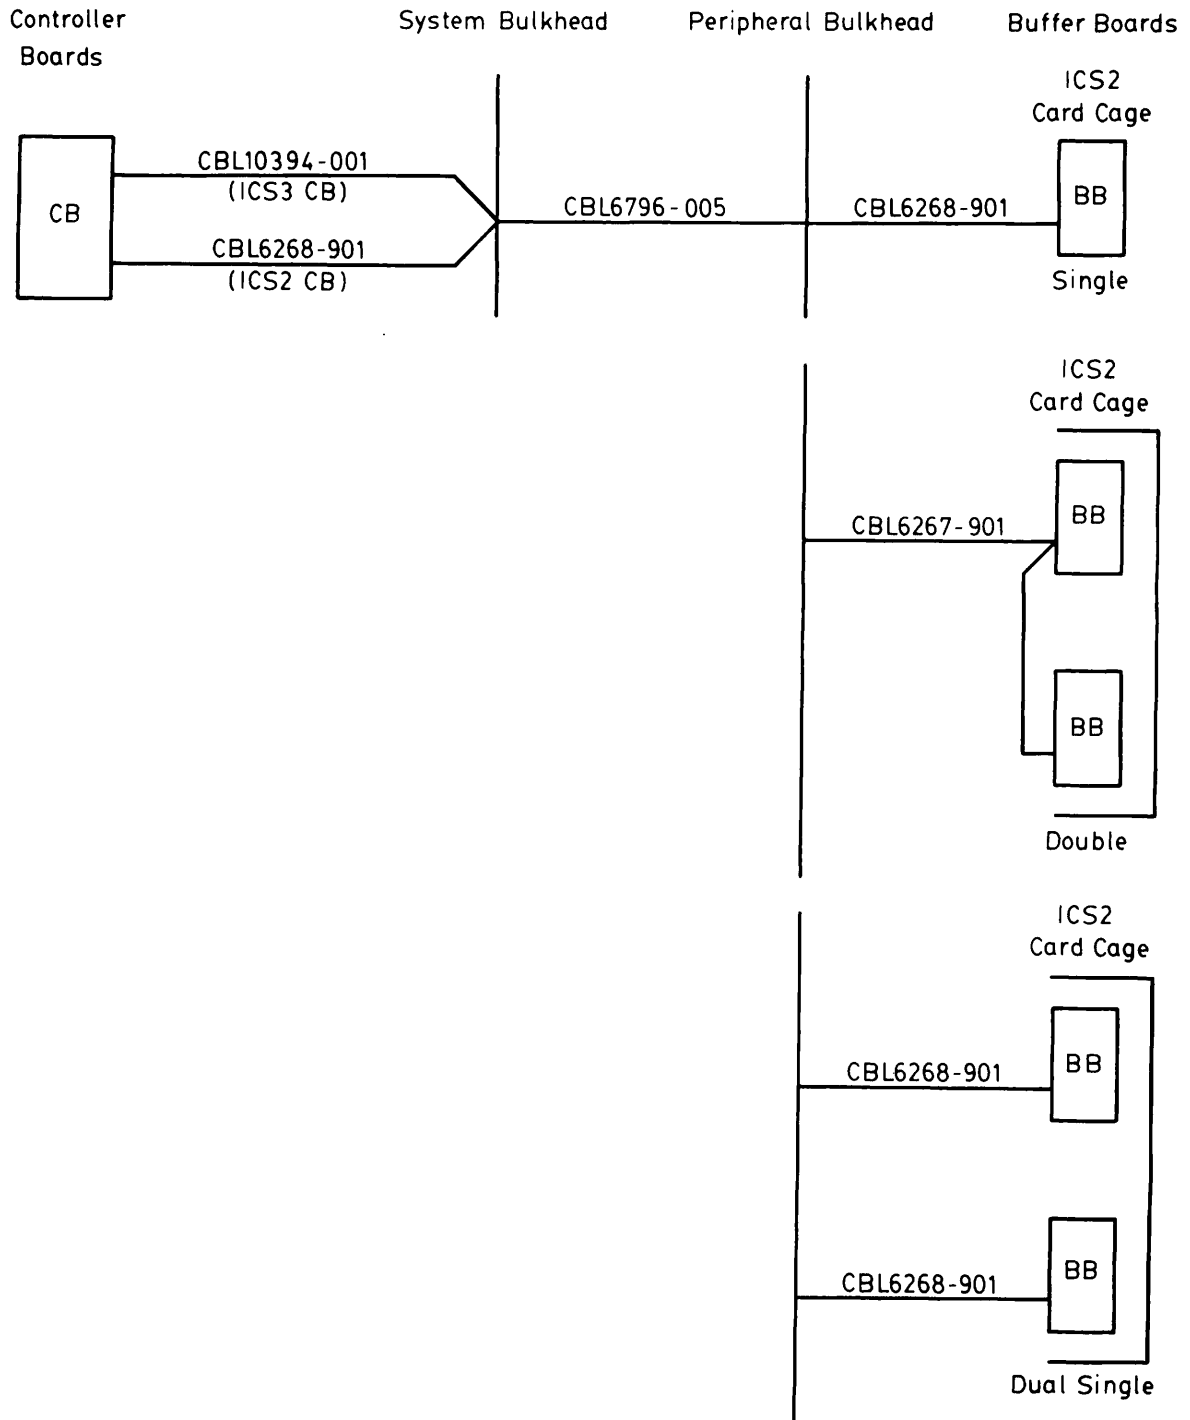 Controller
Boards
System Bulkhead
Peripheral Bulkhead
Buffer Boards
ICS2
Card Cage
CB
CBL10394-001
(ICS3 CB)
CBL6268-901
(ICS2 CB)
CBL6796-005
CBL6268-901
BB
Single
ICS2
Card Cage
CBL6267-901
BB
BB
Double
ICS2
Card Cage
CBL6268-901
BB
CBL6268-901
BB
Dual Single